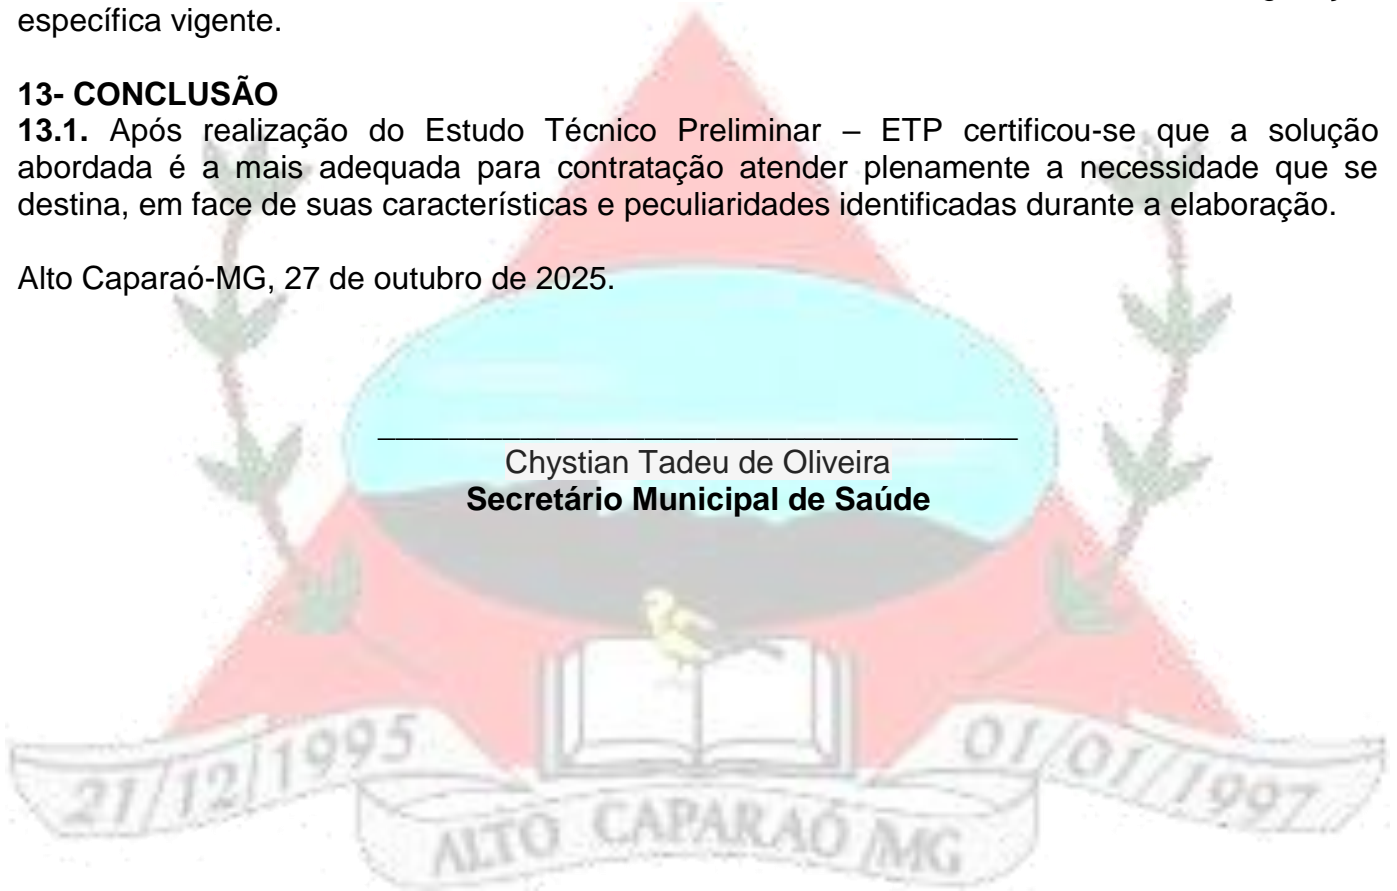 específica vigente.
13- CONCLUSÃO
13.1. Após realização do Estudo Técnico Preliminar – ETP certificou-se que a solução
abordada é a mais adequada para contratação atender plenamente a necessidade que se
destina, em face de suas características e peculiaridades identificadas durante a elaboração.
Alto Caparaó-MG, 27 de outubro de 2025.
Chystian Tadeu de Oliveira
Secretário Municipal de Saúde
21/12/1995
01/01/1997
ALTO CAPARAÓ MG